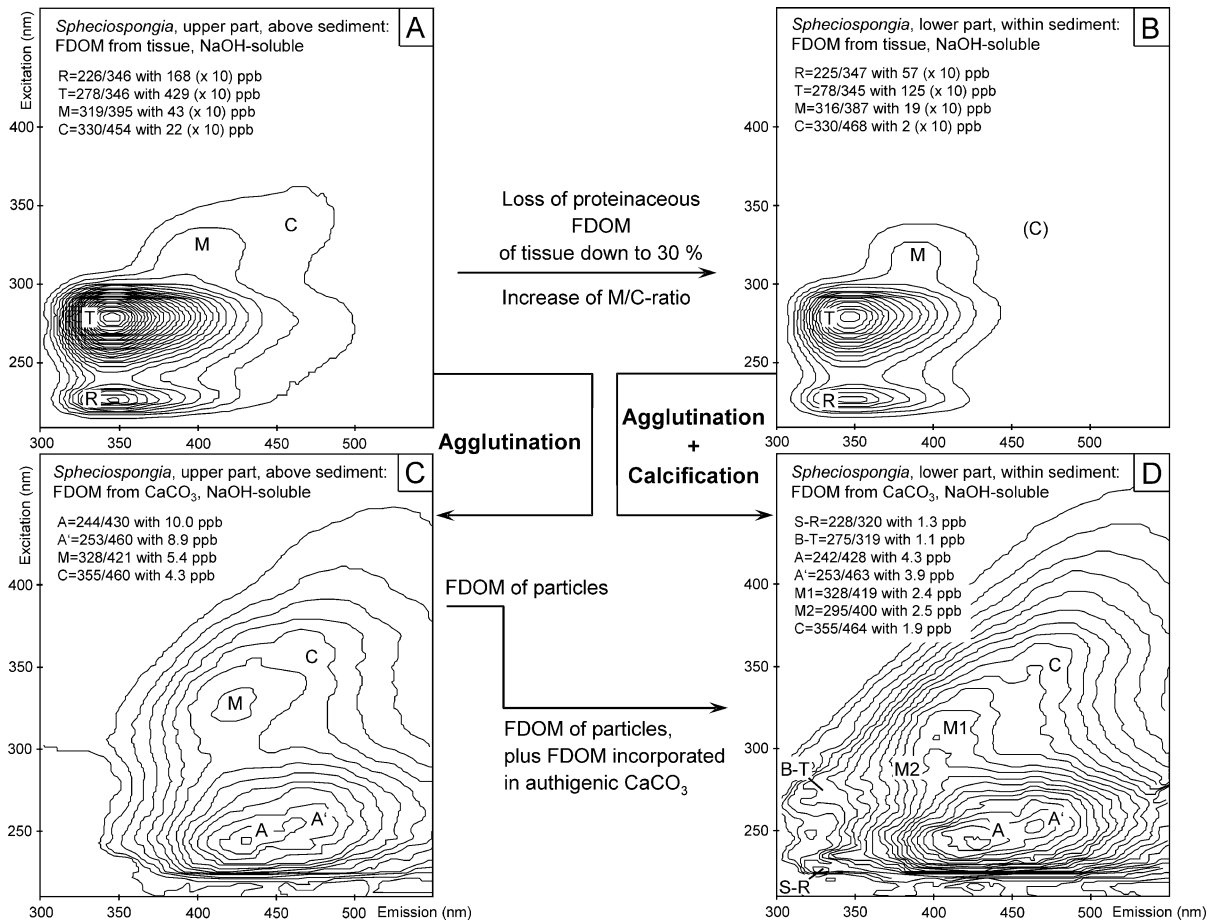 Excitation (nm)
Spheciospongia, upper part, above sediment:
FDOM from tissue, NaOH-soluble
A
R=226/346 with 168 (x 10) ppb
T=278/346 with 429 (x 10) ppb
M=319/395 with 43 (x 10) ppb
C=330/454 with 22 (x 10) ppb
400
350
300
250
C
M
T
R
300 350 400 450 500
Loss of proteinaceous
FDOM
of tissue down to 30 %
Increase of M/C-ratio
Spheciospongia, lower part, within sediment:
FDOM from tissue, NaOH-soluble
B
R=225/347 with 57 (x 10) ppb
T=278/345 with 125 (x 10) ppb
M=316/387 with 19 (x 10) ppb
C=330/468 with 2 (x 10) ppb
400
350
300
250
(C)
M
T
R
300 350 400 450 500
Agglutination
Agglutination
+
Calcification
Excitation (nm)
Spheciospongia, upper part, above sediment:
FDOM from CaCO3, NaOH-soluble
C
A=244/430 with 10.0 ppb
A'=253/460 with 8.9 ppb
M=328/421 with 5.4 ppb
C=355/460 with 4.3 ppb
400
350
300
250
C
M
A
A'
300 350 400 450 500 Emission (nm)
FDOM of particles
FDOM of particles,
plus FDOM incorporated
in authigenic CaCO3
Spheciospongia, lower part, within sediment:
FDOM from CaCO3, NaOH-soluble
D
S-R=228/320 with 1.3 ppb
B-T=275/319 with 1.1 ppb
A=242/428 with 4.3 ppb
A'=253/463 with 3.9 ppb
M1=328/419 with 2.4 ppb
M2=295/400 with 2.5 ppb
C=355/464 with 1.9 ppb
400
350
300
250
C
M1
M2
B-T
A
A'
S-R
300 350 400 450 500 Emission (nm)